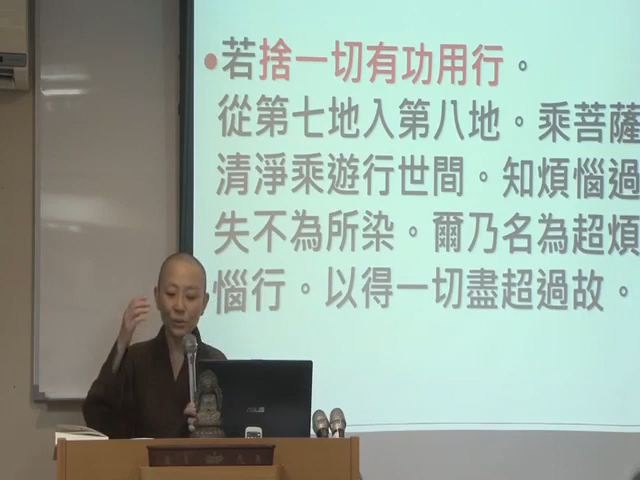 •若捨一切有功用行。
從第七地入第八地。乘菩薩
清淨乘遊行世間。知煩惱過
失不為所染。爾乃名為超煩
惱行。以得一切盡超過故。
ASUS